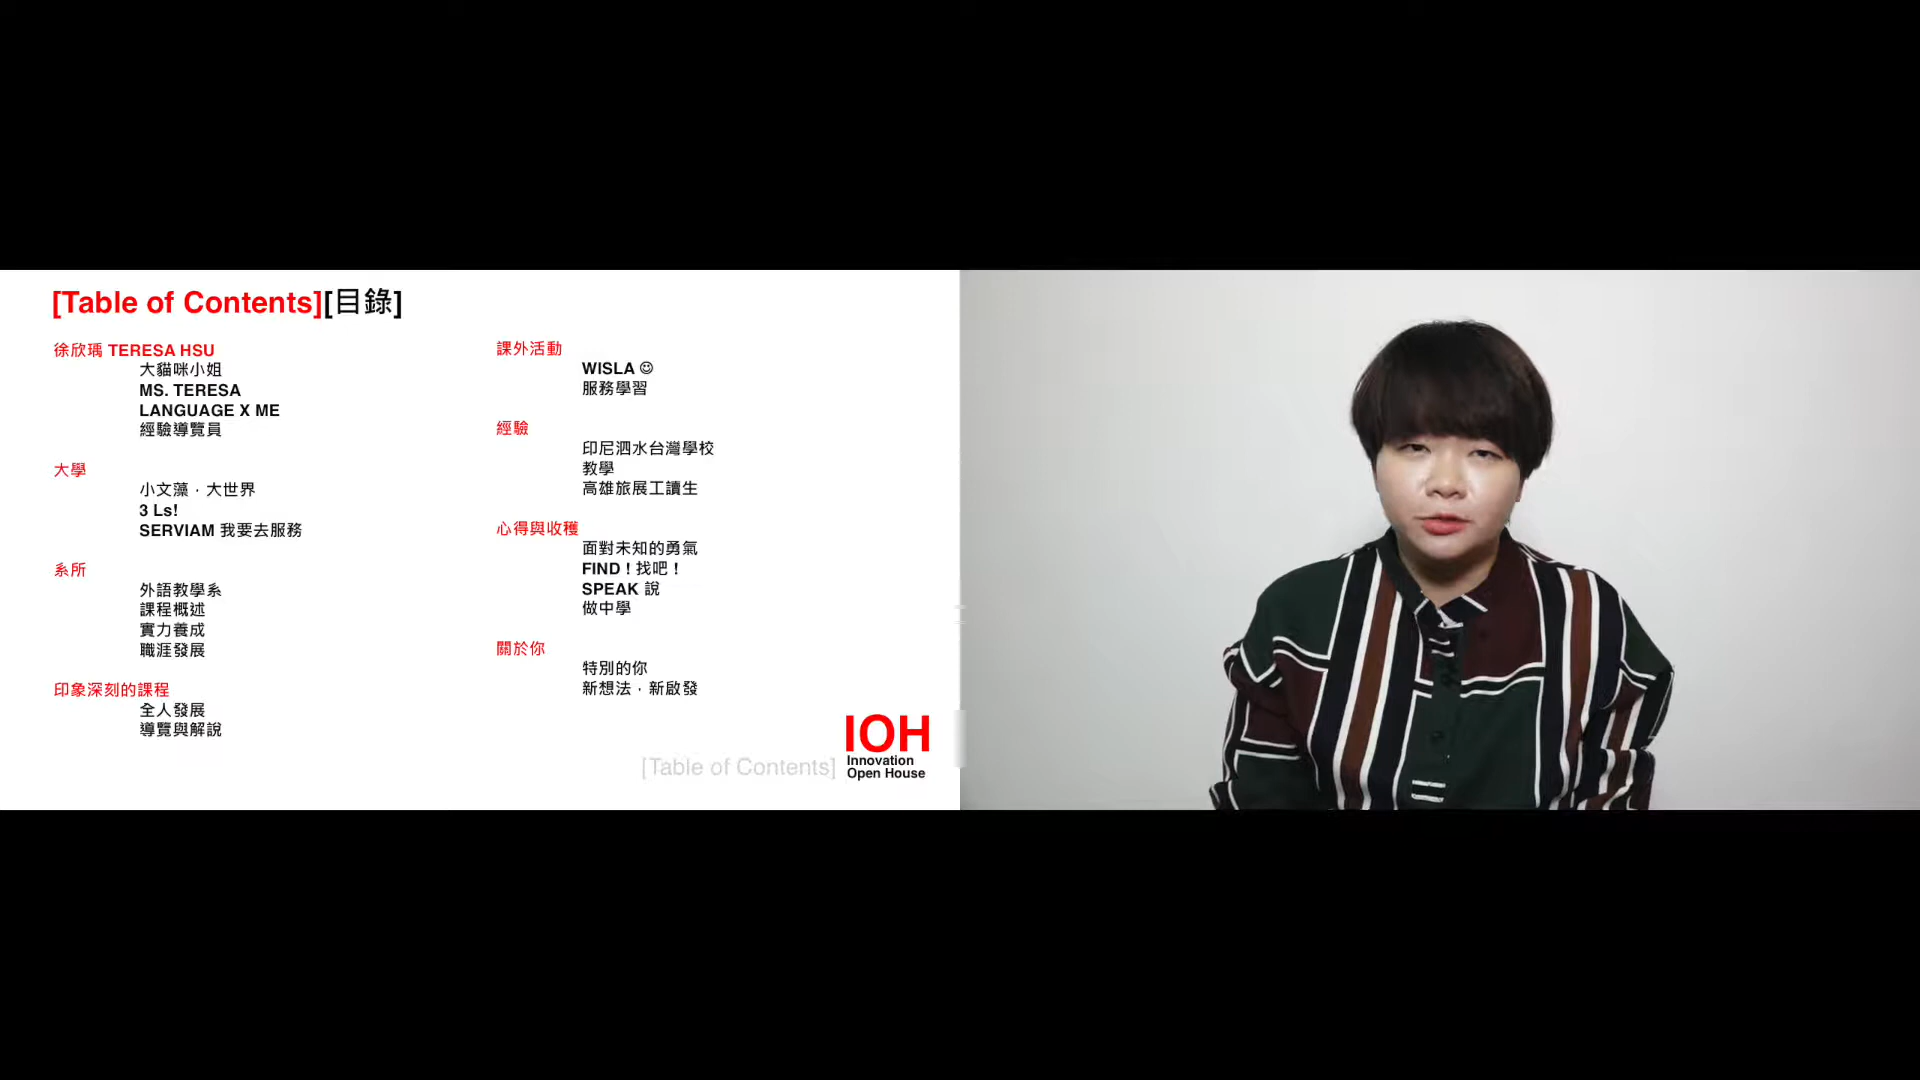 [Table of Contents][目錄]
徐欣瑀 TERESA HSU
大貓咪小姐
MS. TERESA
LANGUAGE X ME
經驗導覽員
大學
小文藻，大世界
3 Ls!
SERVIAM 我要去服務
系所
外語教學系
課程概述
實力養成
職涯發展
印象深刻的課程
全人發展
導覽與解說
課外活動
WISLA ☺
服務學習
經驗
印尼泗水台灣學校
教學
高雄旅展工讀生
心得與收穫
面對未知的勇氣
FIND！找吧！
SPEAK 說
做中學
關於你
特別的你
新想法，新啟發
[Table of Contents]
IOH
Innovation
Open House